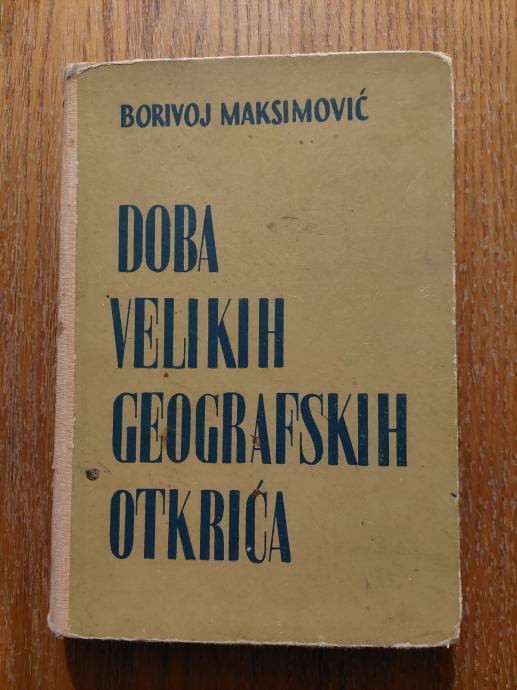 BORIVOJ MAKSIMOVIĆ
DOBA
VELIKIH
GEOGRAFSKIH
OTKRIĆA